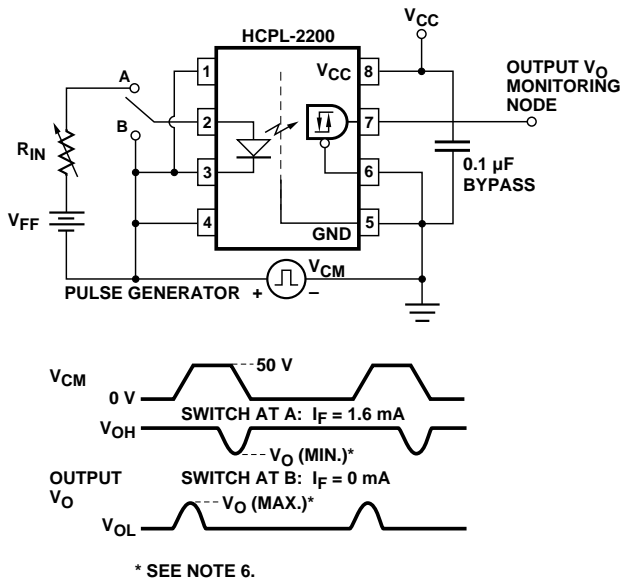 HCPL-2200
VCC
A
B
RIN
VFF
1
2
3
4
VCC
8
7
6
5
GND
OUTPUT VO
MONITORING
NODE
0.1 µF
BYPASS
PULSE GENERATOR
+
VCM
–
VCM
50 V
0 V
SWITCH AT A: IF = 1.6 mA
VOH
VO (MIN.)*
OUTPUT
VO
SWITCH AT B: IF = 0 mA
VO (MAX.)*
VOL
* SEE NOTE 6.